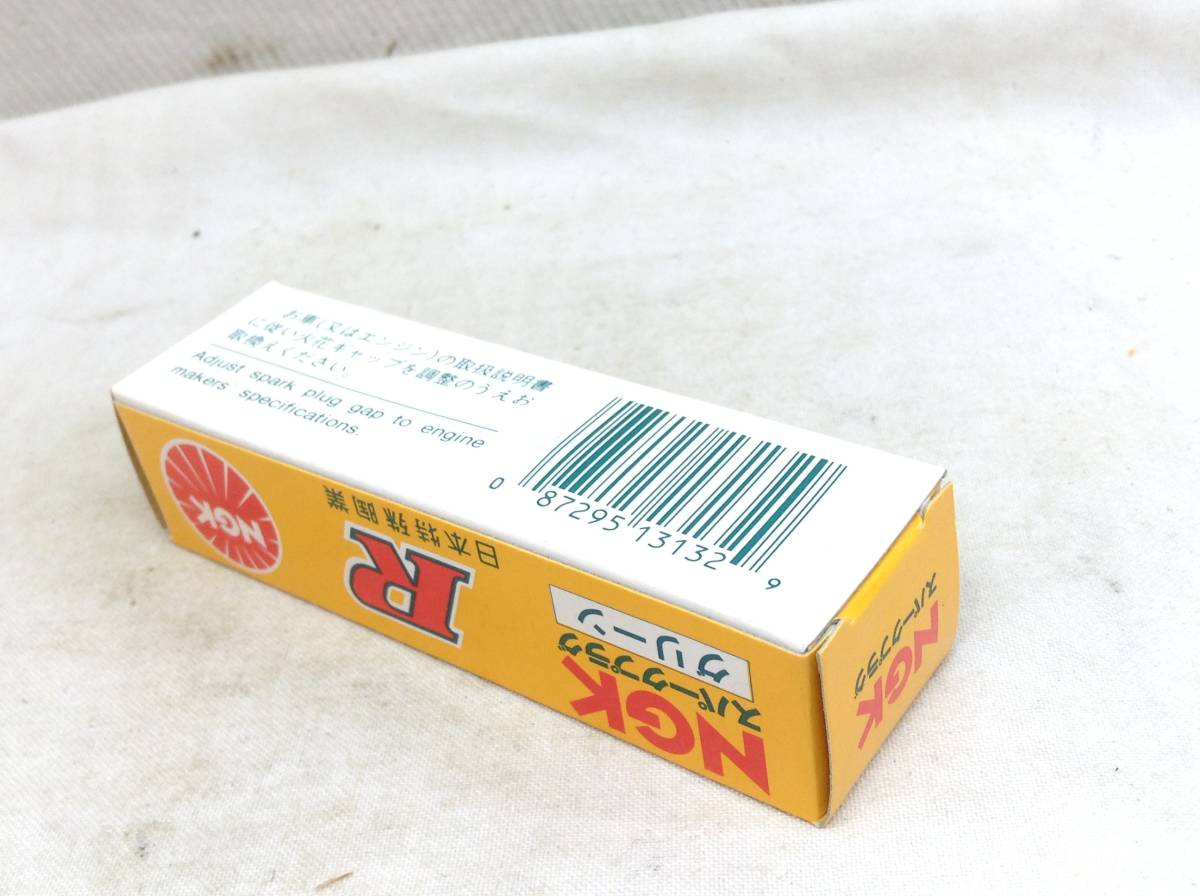 お車(又はエンジン)の取扱説明書
に従い火花ギャップを調整のうえお
取換えください。
Adjust spark plug gap to engine
makers specifications.
0 87295 13132 9
NGK
スパークプラグ
グリーン
R
日本特殊陶業
NGK
NGK
スパークプラグ